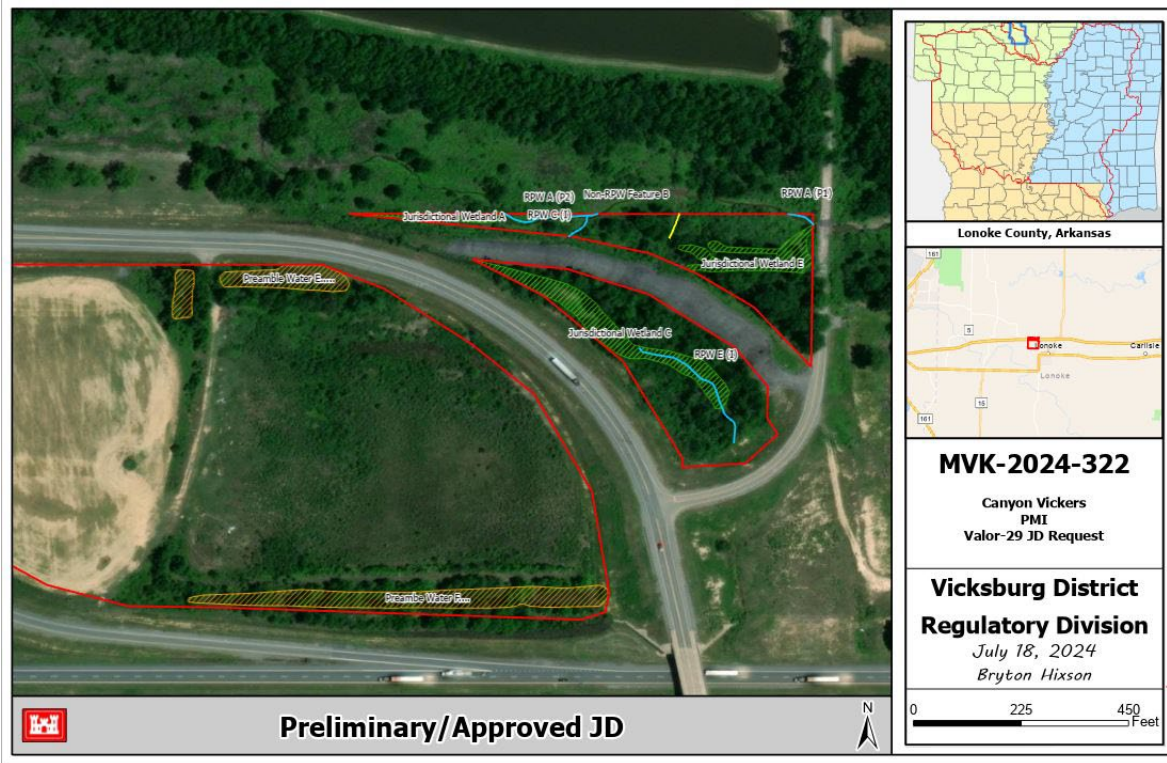 RPW A (P2)
Non-RPW Feature B
RPW A (P1)
Jurisdictional Wetland A
RPW C (I)
Jurisdictional Wetland E
Preamble Water E....
Jurisdictional Wetland C
RPW E (I)
Preambe Water F....
Preliminary/Approved JD
N
Lonoke County, Arkansas
161
5
onoke
Carlisle
Lonoke
15
161
MVK-2024-322
Canyon Vickers
PMI
Valor-29 JD Request
Vicksburg District
Regulatory Division
July 18, 2024
Bryton Hixson
0 225 450
Feet